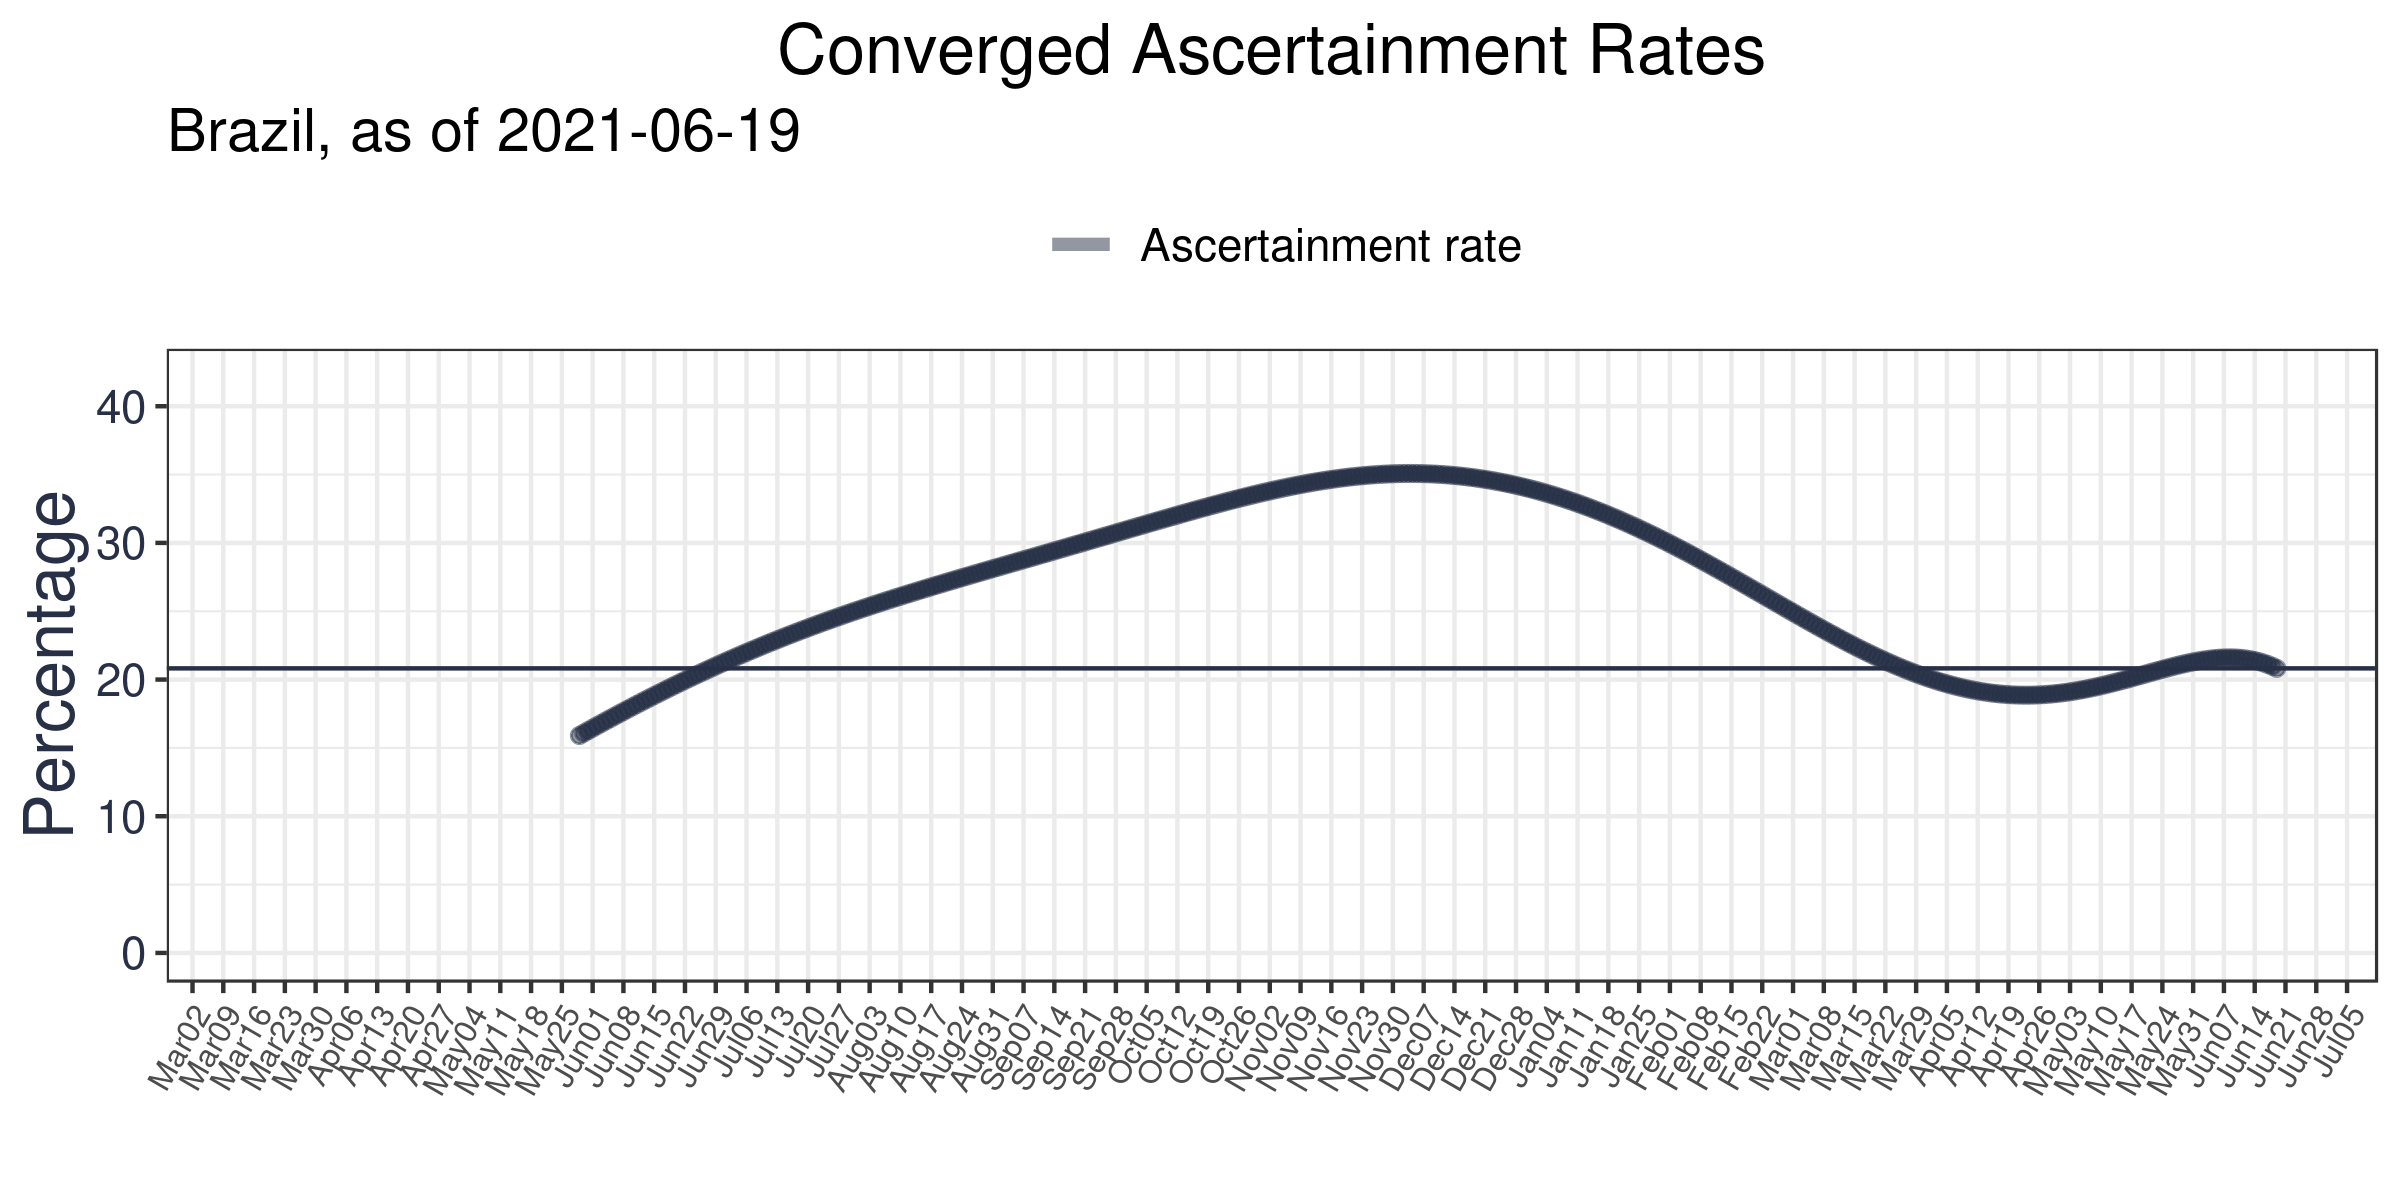 Converged Ascertainment Rates
Brazil, as of 2021-06-19
Ascertainment rate
Percentage
40
30
20
10
0
Mar02 Mar09 Mar16 Mar23 Mar30 Apr06 Apr13 Apr20 Apr27 May04 May11 May18 May25 Jun01 Jun08 Jun15 Jun22 Jun29 Jul06 Jul13 Jul20 Jul27 Aug03 Aug10 Aug17 Aug24 Aug31 Sep07 Sep14 Sep21 Sep28 Oct05 Oct12 Oct19 Oct26 Nov02 Nov09 Nov16 Nov23 Nov30 Dec07 Dec14 Dec21 Dec28 Jan04 Jan11 Jan18 Jan25 Feb01 Feb08 Feb15 Feb22 Mar01 Mar08 Mar15 Mar22 Mar29 Apr05 Apr12 Apr19 Apr26 May03 May10 May17 May24 May31 Jun07 Jun14 Jun21 Jun28 Jul05